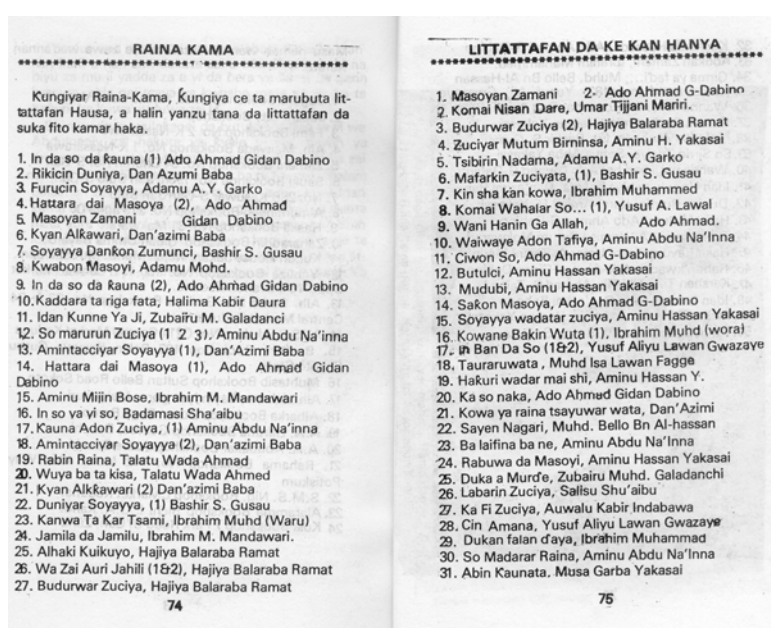 RAINA KAMA
Kungiyar Raina-Kama, Kungiya ce ta marubuta lit-
tattafan Hausa, a halin yanzu tana da littattafan da
suka fito kamar haka.
1. In da so da ƙauna (1) Ado Ahmad Gidan Dabino
2. Rikicin Duniya, Dan Azumi Baba
3. Furucin Soyayya, Adamu A.Y. Garko
4. Hattara dai Masoya (2), Ado Ahmad
5. Masoyan Zamani Gidan Dabino
6. Kyan Alƙawari, Dan'azimi Baba
7. Soyayya Danƙon Zumunci, Bashir S. Gusau
8. Kwabon Masoyi, Adamu Mohd.
9. In da so da ƙauna (2), Ado Ahmad Gidan Dabino
10. Kaddara ta riga fata, Halima Kabir Daura
11. Idan Kunne Ya Ji, Zubairu M. Galadanci
12. So marurun Zuciya (1 2 3). Aminu Abdu Na'inna
13. Amintacciyar Soyayya (1), Dan'Azimi Baba
14. Hattara dai Masoya (1), Ado Ahmad Gidan
Dabino
15. Aminu Mijin Bose, Ibrahim M. Mandawari
16. In so ya yi so, Badamasi Sha'aibu
17. Kauna Adon Zuciya, (1) Aminu Abdu Na'inna
18. Amintacciyar Soyayya (2), Dan'azimi Baba
19. Rabin Raina, Talatu Wada Ahmad
20. Wuya ba ta kisa, Talatu Wada Ahmed
21. Kyan Alkƙawari (2) Dan'azimi Baba
22. Duniyar Soyayya, (1) Bashir S. Gusau
23. Kanwa Ta Kar Tsami, Ibrahim Muhd (Waru)
24. Jamila da Jamilu, Ibrahim M. Mandawari.
25. Alhaki Kuikuyo, Hajiya Balaraba Ramat
26. Wa Zai Auri Jahili (1&2), Hajiya Balaraba Ramat
27. Budurwar Zuciya, Hajiya Balaraba Ramat
74
LITTATTAFAN DA KE KAN HANYA
1. Masoyan Zamani 2- Ado Ahmad G-Dabino
2. Komai Nisan Dare, Umar Tijjani Mariri.
3. Budurwar Zuciya (2), Hajiya Balaraba Ramat
4. Zuciyar Mutum Birninsa, Aminu H. Yakasai
5. Tsibirin Nadama, Adamu A.Y. Garko
6. Mafarkin Zuciyata, (1), Bashir S. Gusau
7. Kin sha kan kowa, Ibrahim Muhammed
8. Komai Wahalar So... (1), Yusuf A. Lawal
9. Wani Hanin Ga Allah, Ado Ahmad.
10. Waiwaye Adon Tafiya, Aminu Abdu Na'Inna
11. Ciwon So, Ado Ahmad G-Dabino
12. Butulci, Aminu Hassan Yakasai
13. Mudubi, Aminu Hassan Yakasai
14. Saƙon Masoya, Ado Ahmad G-Dabino
15. Soyayya wadatar zuciya, Aminu Hassan Yakasai
16. Kowane Bakin Wuta (1), Ibrahim Muhd (wora)
17. in Ban Da So (1&2), Yusuf Aliyu Lawan Gwazaye
18. Tauraruwata , Muhd Isa Lawan Fagge
19. Haƙuri wadar mai shi, Aminu Hassan Y.
20. Ka so naka, Ado Ahmad Gidan Dabino
21. Kowa ya raina tsayuwar wata, Dan'Azimi
22. Sayen Nagari, Muhd. Bello Bn Al-hassan
23. Ba laifina ba ne, Aminu Abdu Na'Inna
24. Rabuwa da Masoyi, Aminu Hassan Yakasai
25. Duka a Murɗe, Zubairu Muhd. Galadanchi
26. Labarin Zuciya, Salisu Shu'aibu
27. Ka Fi Zuciya, Auwalu Kabir Indabawa
28. Cin Amana, Yusuf Aliyu Lawan Gwazaye
29. Dukan falan ɗaya, Ibrahim Muhammad
30. So Madarar Raina, Aminu Abdu Na'Inna
31. Abin Kaunata, Musa Garba Yakasai
75